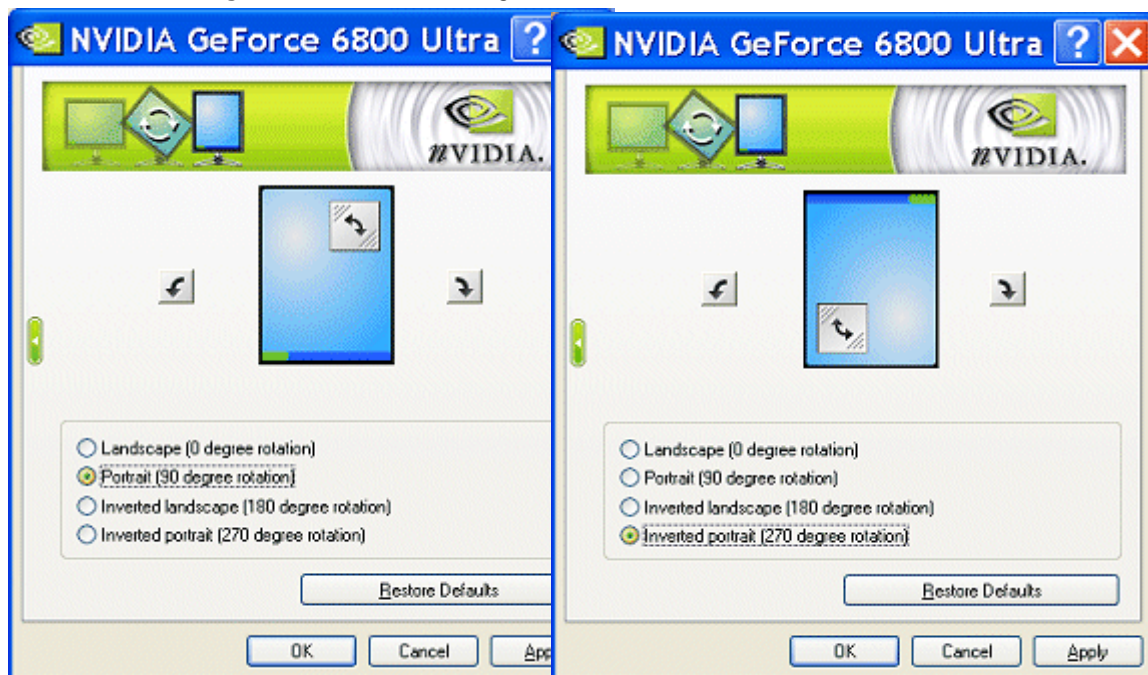 NVIDIA GeForce 6800 Ultra
nVIDIA.
Landscape (0 degree rotation)
Portrait (90 degree rotation)
Inverted landscape (180 degree rotation)
Inverted portrait (270 degree rotation)
Restore Defaults
OK Cancel App
NVIDIA GeForce 6800 Ultra
nVIDIA.
Landscape (0 degree rotation)
Portrait (90 degree rotation)
Inverted landscape (180 degree rotation)
Inverted portrait (270 degree rotation)
Restore Defaults
OK Cancel Apply